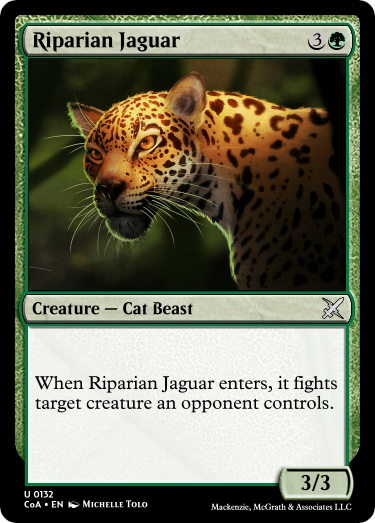 Riparian Jaguar 3
Creature — Cat Beast
When Riparian Jaguar enters, it fights
target creature an opponent controls.
3/3
U 0132
CoA • EN Michelle Tolo
Mackenzie, McGrath & Associates LLC